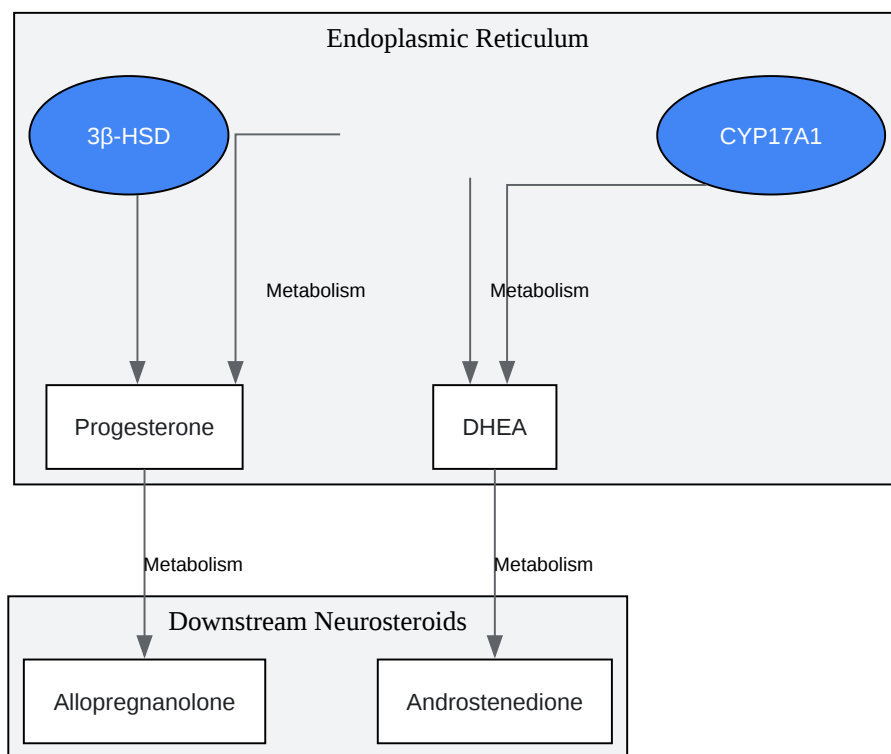 Endoplasmic Reticulum
3β-HSD
CYP17A1
Metabolism
Metabolism
Progesterone
DHEA
Metabolism
Metabolism
Downstream Neurosteroids
Allopregnanolone
Androstenedione